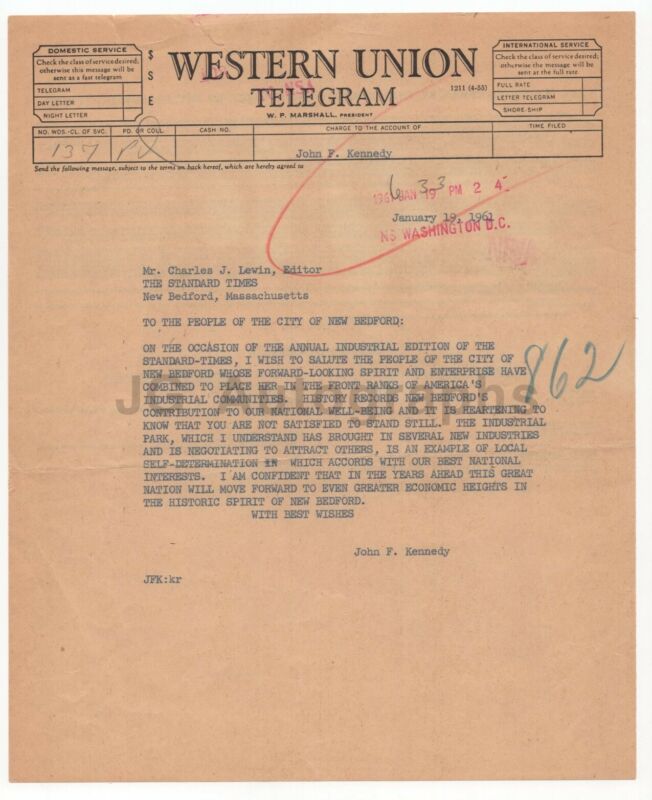 DOMESTIC SERVICE
Check the class of service desired;
otherwise this message will be
sent as a fast telegram
TELEGRAM
DAY LETTER
NIGHT LETTER
$
S
E
WESTERN UNION
TELEGRAM
W. P. MARSHALL, PRESIDENT
1211 (4-55)
INTERNATIONAL SERVICE
Check the class of service desired;
otherwise this message will be
sent at the full rate
FULL RATE
LETTER TELEGRAM
SHORE-SHIP
NO. WDS.-CL. OF SVC. PD. OR COLL. CASH NO. CHARGE TO THE ACCOUNT OF TIME FILED
137 Pd John F. Kennedy
Send the following message, subject to the terms on back hereof, which are hereby agreed to
633
1961 JAN 19 PM 2 4
January 19, 1961
NS WASHINGTON D.C.
Mr. Charles J. Lewin, Editor
THE STANDARD TIMES
New Bedford, Massachusetts
TO THE PEOPLE OF THE CITY OF NEW BEDFORD:
ON THE OCCASION OF THE ANNUAL INDUSTRIAL EDITION OF THE
STANDARD-TIMES, I WISH TO SALUTE THE PEOPLE OF THE CITY OF
NEW BEDFORD WHOSE FORWARD-LOOKING SPIRIT AND ENTERPRISE HAVE
COMBINED TO PLACE HER IN THE FRONT RANKS OF AMERICA'S
INDUSTRIAL COMMUNITIES. HISTORY RECORDS NEW BEDFORD'S
CONTRIBUTION TO OUR NATIONAL WELL-BEING AND IT IS HEARTENING TO
KNOW THAT YOU ARE NOT SATISFIED TO STAND STILL. THE INDUSTRIAL
PARK, WHICH I UNDERSTAND HAS BROUGHT IN SEVERAL NEW INDUSTRIES
AND IS NEGOTIATING TO ATTRACT OTHERS, IS AN EXAMPLE OF LOCAL
SELF-DETERMINATION IN WHICH ACCORDS WITH OUR BEST NATIONAL
INTERESTS. I AM CONFIDENT THAT IN THE YEARS AHEAD THIS GREAT
NATION WILL MOVE FORWARD TO EVEN GREATER ECONOMIC HEIGHTS IN
THE HISTORIC SPIRIT OF NEW BEDFORD.
WITH BEST WISHES
862
John F. Kennedy
JFK:kr